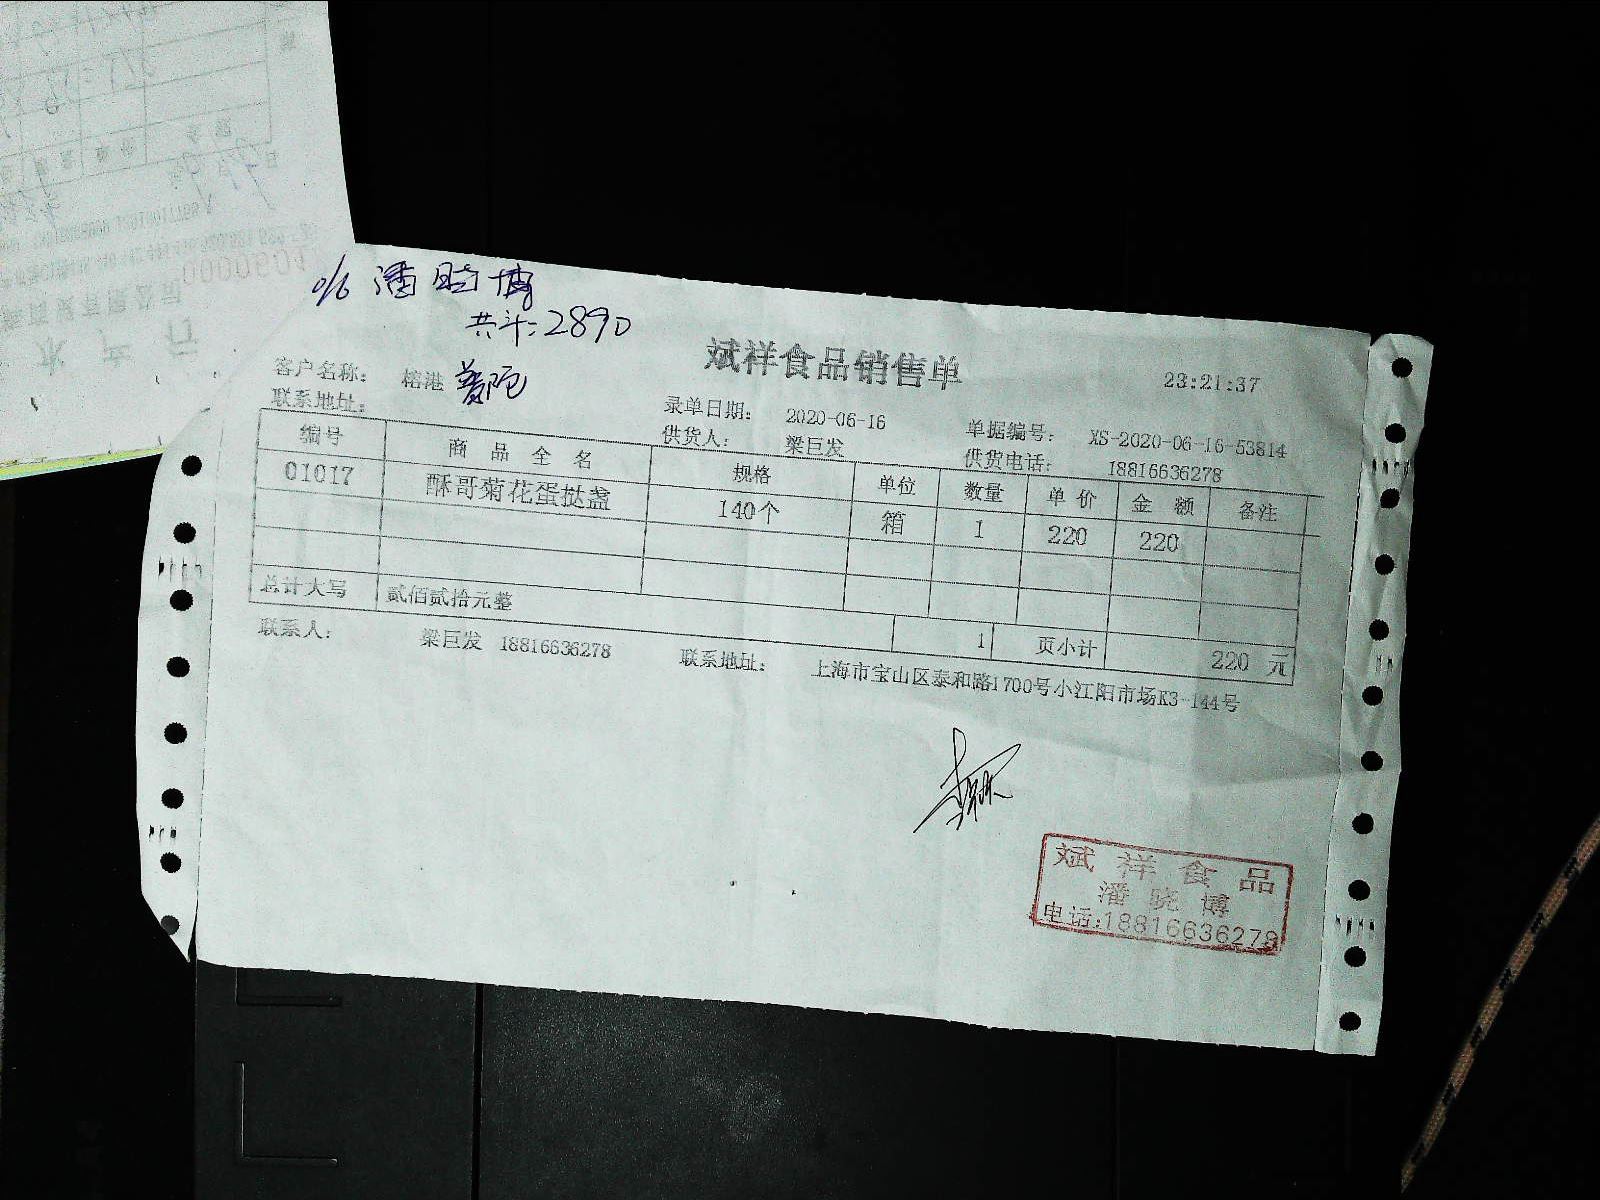 潘晓博
共计:2890
斌祥食品销售单
23:21:37
客户名称: 榕港 普陀
录单日期: 2020-06-16
单据编号: XS-2020-06-16-53814
联系地址:
供货人: 梁巨发
供货电话: 18816636278
编号 商品全名 规格 单位 数量 单价 金额 备注
01017 酥哥菊花蛋挞盏 140个 箱 1 220 220
总计大写 贰佰贰拾元整 1 页小计 220 元
联系人: 梁巨发 18816636278 联系地址: 上海市宝山区泰和路1700号小江阳市场K3-144号
斌祥食品
潘晓博
电话:18816636278